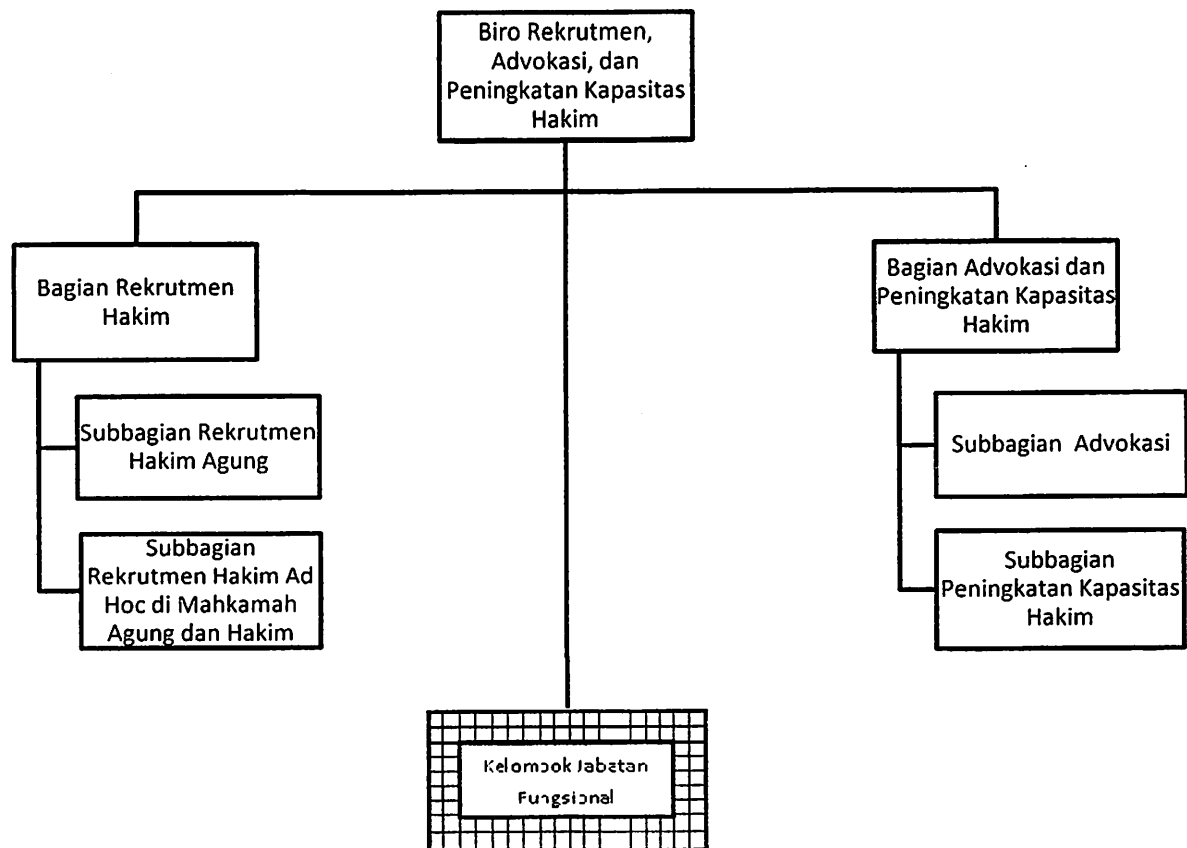 Biro Rekrutmen,
Advokasi, dan
Peningkatan Kapasitas
Hakim
Bagian Rekrutmen
Hakim
Bagian Advokasi dan
Peningkatan Kapasitas
Hakim
Subbagian Rekrutmen
Hakim Agung
Subbagian Advokasi
Subbagian
Rekrutmen Hakim Ad
Hoc di Mahkamah
Agung dan Hakim
Subbagian
Peningkatan Kapasitas
Hakim
Kelompok Jabatan
Fungsional